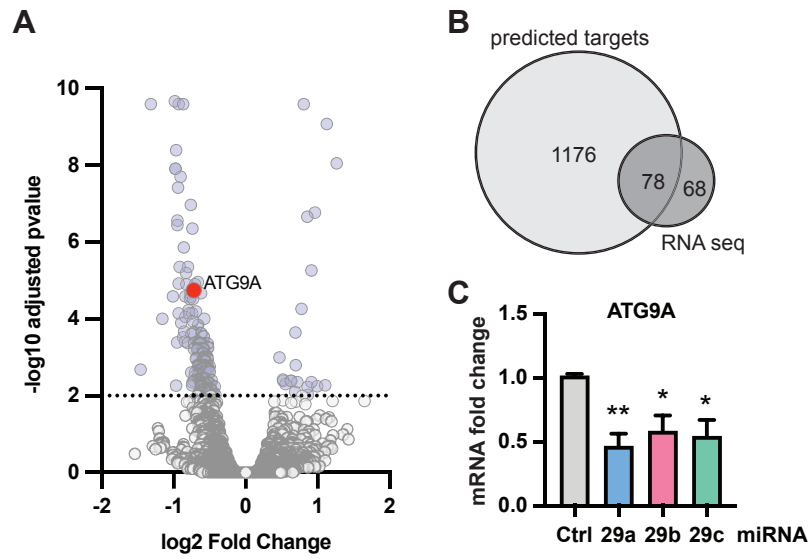 A
10
8
6
4
2
0
-2
-1
0
1
2
-log10 adjusted pvalue
log2 Fold Change
ATG9A
B
predicted targets
1176
78
68
RNA seq
C
ATG9A
1.5
1.0
0.5
0.0
mRNA fold change
**
*
*
Ctrl 29a 29b 29c miRNA